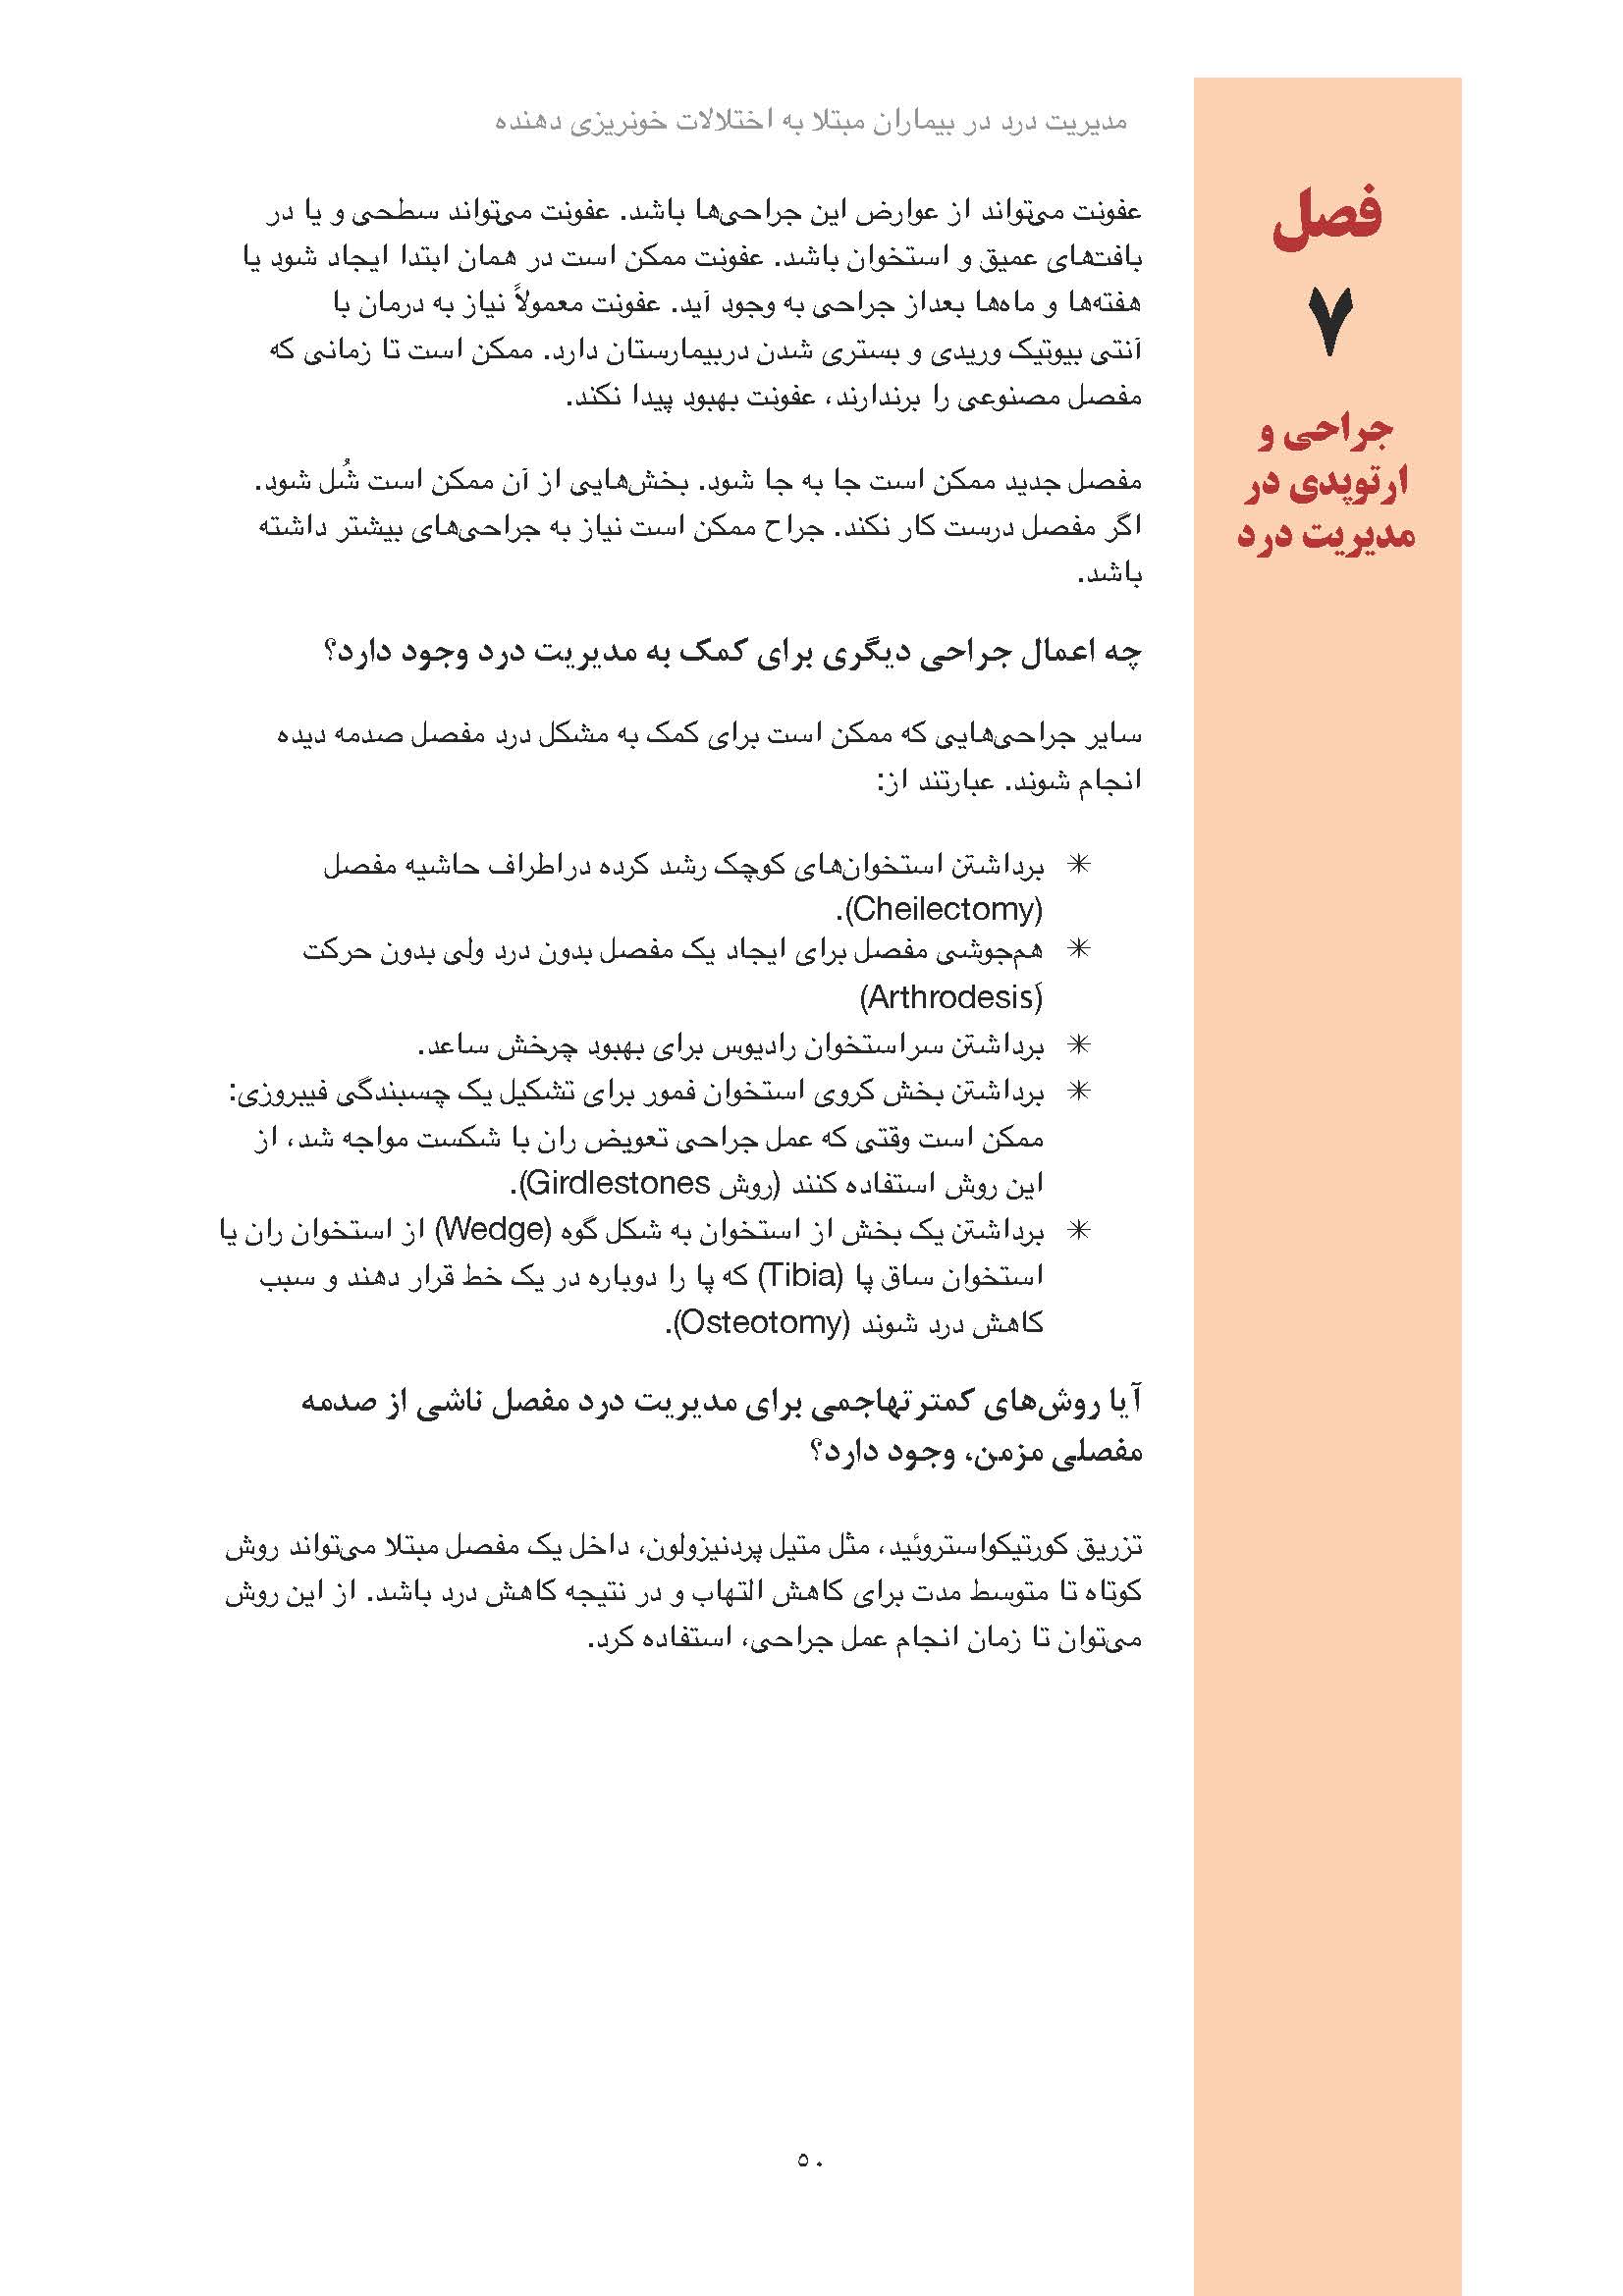 مدیریت درد در بیماران مبتلا به اختلالات خونریزی دهنده
فصل
۷
جراحی و
ارتوپدی در
مدیریت درد
عفونت می‌تواند از عوارض این جراحی‌ها باشد. عفونت می‌تواند سطحی و یا در
بافت‌های عمیق و استخوان باشد. عفونت ممکن است در همان ابتدا ایجاد شود یا
هفته‌ها و ماه‌ها بعداز جراحی به وجود آید. عفونت معمولاً نیاز به درمان با
آنتی بیوتیک وریدی و بستری شدن دربیمارستان دارد. ممکن است تا زمانی که
مفصل مصنوعی را برندارند، عفونت بهبود پیدا نکند.
مفصل جدید ممکن است جا به جا شود. بخش‌هایی از آن ممکن است شُل شود.
اگر مفصل درست کار نکند. جراح ممکن است نیاز به جراحی‌های بیشتر داشته
باشد.
چه اعمال جراحی دیگری برای کمک به مدیریت درد وجود دارد؟
سایر جراحی‌هایی که ممکن است برای کمک به مشکل درد مفصل صدمه دیده
انجام شوند. عبارتند از:
✳ برداشتن استخوان‌های کوچک رشد کرده دراطراف حاشیه مفصل
(Cheilectomy).
✳ هم‌جوشی مفصل برای ایجاد یک مفصل بدون درد ولی بدون حرکت
(Arthrodesis)َ
✳ برداشتن سراستخوان رادیوس برای بهبود چرخش ساعد.
✳ برداشتن بخش کروی استخوان فمور برای تشکیل یک چسبندگی فیبروزی:
ممکن است وقتی که عمل جراحی تعویض ران با شکست مواجه شد، از
این روش استفاده کنند (روش Girdlestones).
✳ برداشتن یک بخش از استخوان به شکل گوه (Wedge) از استخوان ران یا
استخوان ساق پا (Tibia) که پا را دوباره در یک خط قرار دهند و سبب
کاهش درد شوند (Osteotomy).
آیا روش‌های کمترتهاجمی برای مدیریت درد مفصل ناشی از صدمه
مفصلی مزمن، وجود دارد؟
تزریق کورتیکواستروئید، مثل متیل پردنیزولون، داخل یک مفصل مبتلا می‌تواند روش
کوتاه تا متوسط مدت برای کاهش التهاب و در نتیجه کاهش درد باشد. از این روش
می‌توان تا زمان انجام عمل جراحی، استفاده کرد.
۵۰